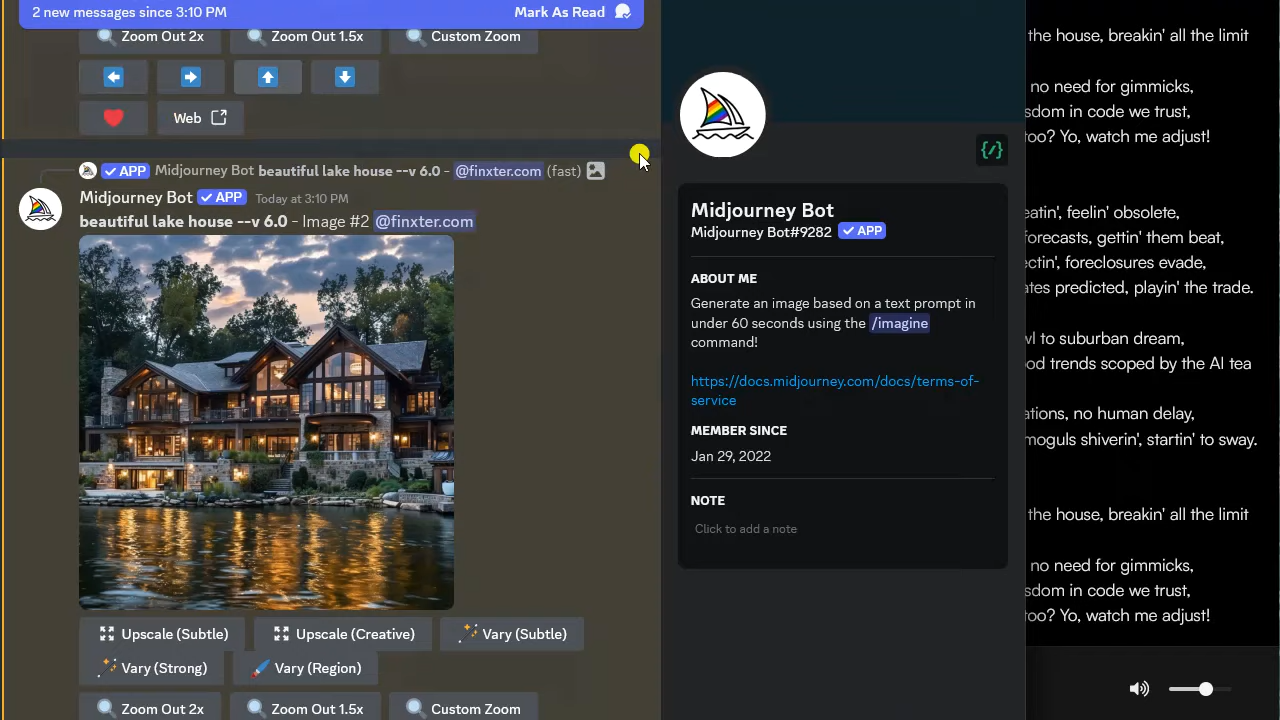 2 new messages since 3:10 PM
Mark As Read
Zoom Out 2x
Zoom Out 1.5x
Custom Zoom
Web
APP Midjourney Bot beautiful lake house --v 6.0 - @finxter.com (fast)
Midjourney Bot APP Today at 3:10 PM
beautiful lake house --v 6.0 - Image #2 @finxter.com
Upscale (Subtle)
Upscale (Creative)
Vary (Subtle)
Vary (Strong)
Vary (Region)
Zoom Out 2x
Zoom Out 1.5x
Custom Zoom
Midjourney Bot
Midjourney Bot#9282 APP
ABOUT ME
Generate an image based on a text prompt in
under 60 seconds using the /imagine
command!
https://docs.midjourney.com/docs/terms-of-
service
MEMBER SINCE
Jan 29, 2022
NOTE
Click to add a note
the house, breakin' all the limit
no need for gimmicks,
sdom in code we trust,
too? Yo, watch me adjust!
eatin', feelin' obsolete,
forecasts, gettin' them beat,
ectin', foreclosures evade,
ates predicted, playin' the trade.
wl to suburban dream,
od trends scoped by the AI tea
ations, no human delay,
moguls shiverin', startin' to sway.
the house, breakin' all the limit
no need for gimmicks,
sdom in code we trust,
too? Yo, watch me adjust!